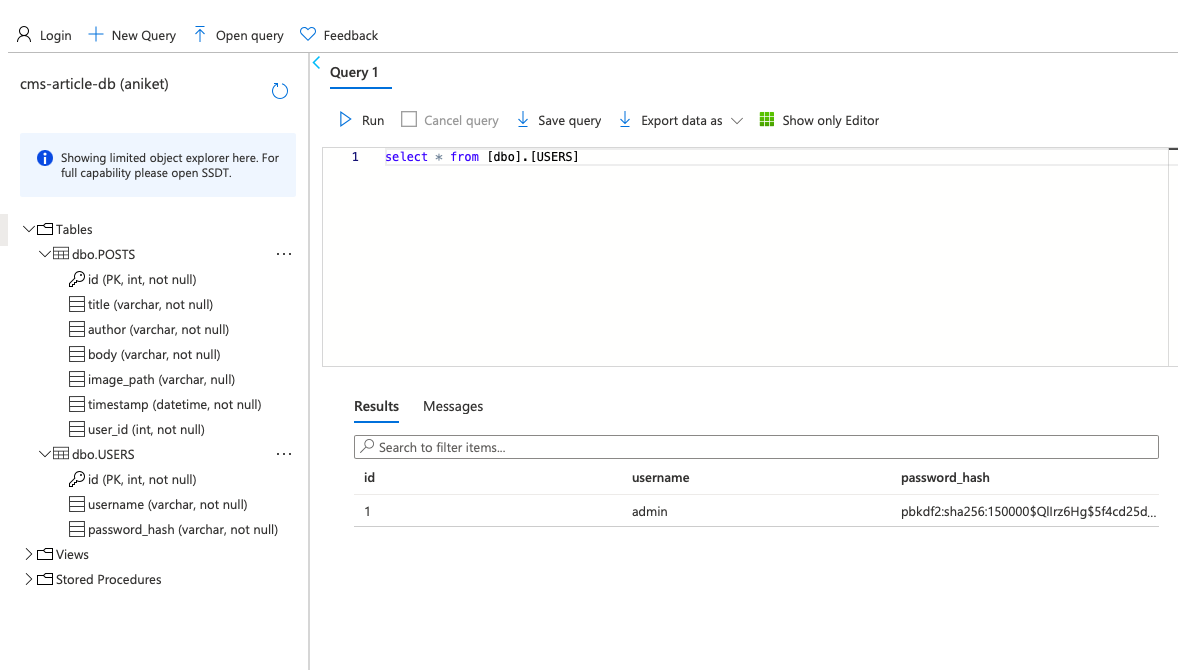 Login New Query Open query Feedback
cms-article-db (aniket)
Showing limited object explorer here. For
full capability please open SSDT.
Tables
dbo.POSTS ...
id (PK, int, not null)
title (varchar, not null)
author (varchar, not null)
body (varchar, not null)
image_path (varchar, null)
timestamp (datetime, not null)
user_id (int, not null)
dbo.USERS ...
id (PK, int, not null)
username (varchar, not null)
password_hash (varchar, not null)
Views
Stored Procedures
Query 1
Run Cancel query Save query Export data as Show only Editor
1 select * from [dbo].[USERS]
Results Messages
Search to filter items...
id username password_hash
1 admin pbkdf2:sha256:150000$QlIrz6Hg$5f4cd25d...